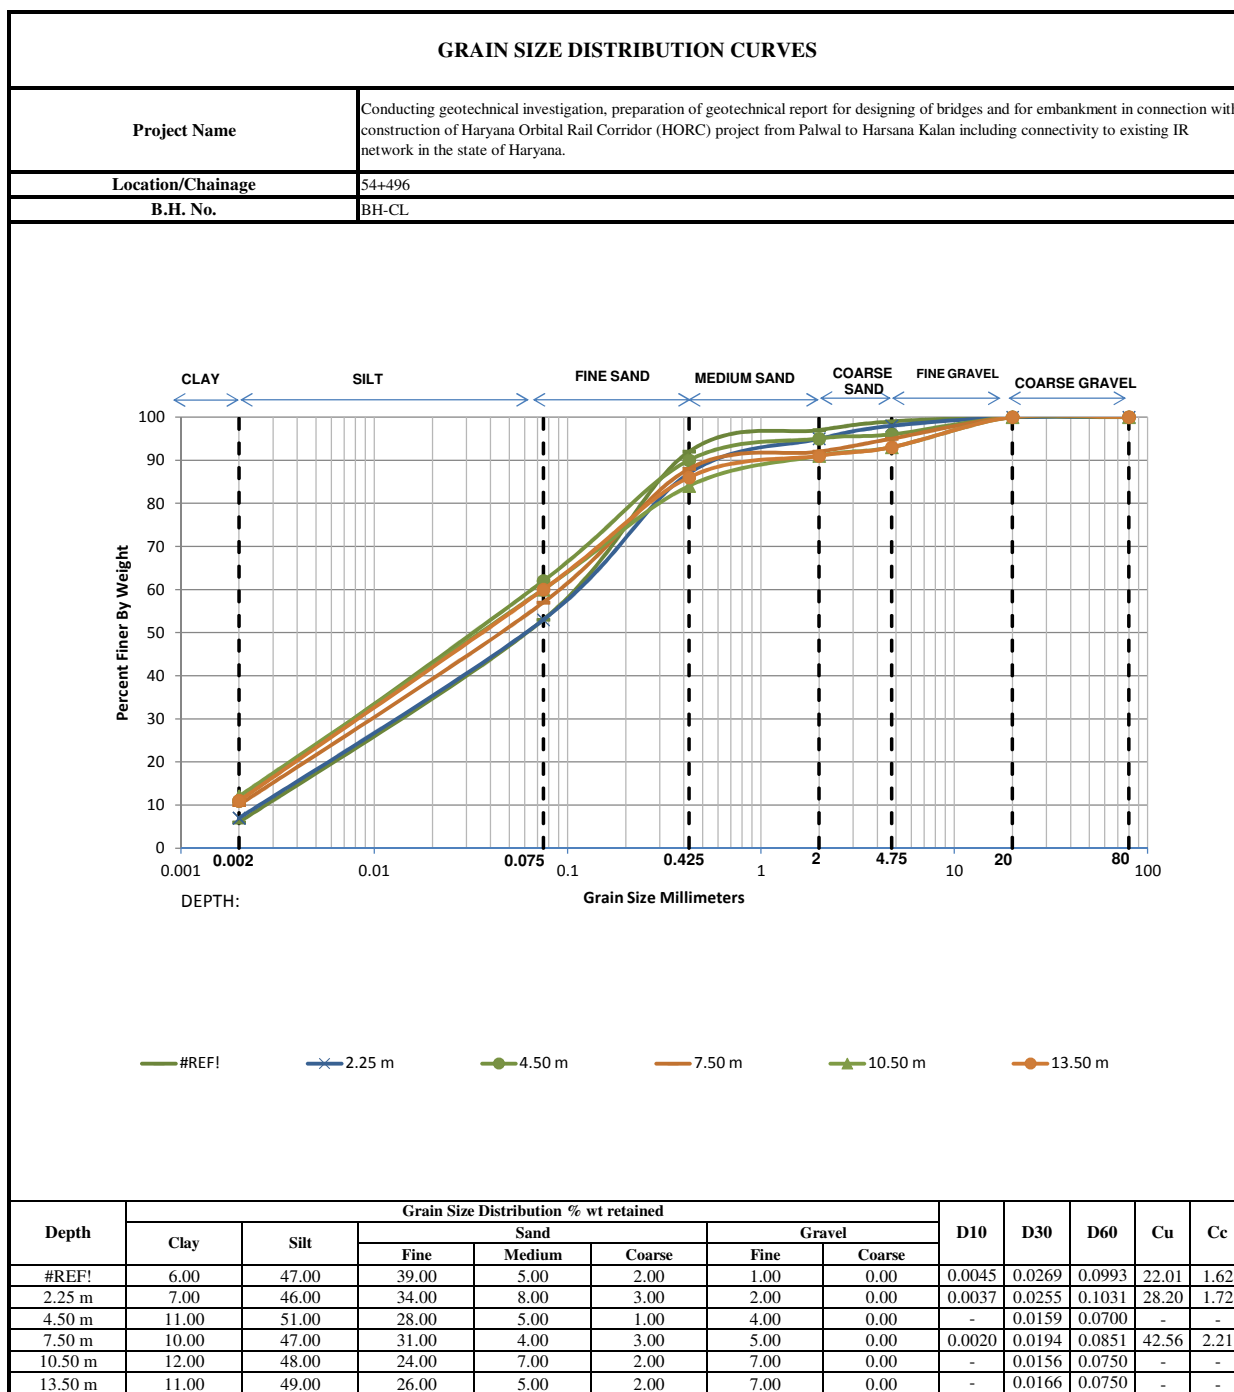 GRAIN SIZE DISTRIBUTION CURVES
Project Name
Conducting geotechnical investigation, preparation of geotechnical report for designing of bridges and for embankment in connection with
construction of Haryana Orbital Rail Corridor (HORC) project from Palwal to Harsana Kalan including connectivity to existing IR
network in the state of Haryana.
Location/Chainage 54+496
B.H. No. BH-CL
CLAY SILT FINE SAND MEDIUM SAND COARSE SAND FINE GRAVEL COARSE GRAVEL
100
90
80
70
60
50
40
30
20
10
0
Percent Finer By Weight
0.002 0.075 0.425 2 4.75 20 80
0.001 0.01 0.1 1 10 100
DEPTH: Grain Size Millimeters
#REF! 2.25 m 4.50 m 7.50 m 10.50 m 13.50 m
Depth Grain Size Distribution % wt retained D10 D30 D60 Cu Cc
Clay Silt Sand Gravel
Fine Medium Coarse Fine Coarse
#REF! 6.00 47.00 39.00 5.00 2.00 1.00 0.00 0.0045 0.0269 0.0993 22.01 1.62
2.25 m 7.00 46.00 34.00 8.00 3.00 2.00 0.00 0.0037 0.0255 0.1031 28.20 1.72
4.50 m 11.00 51.00 28.00 5.00 1.00 4.00 0.00 - 0.0159 0.0700 - -
7.50 m 10.00 47.00 31.00 4.00 3.00 5.00 0.00 0.0020 0.0194 0.0851 42.56 2.21
10.50 m 12.00 48.00 24.00 7.00 2.00 7.00 0.00 - 0.0156 0.0750 - -
13.50 m 11.00 49.00 26.00 5.00 2.00 7.00 0.00 - 0.0166 0.0750 - -